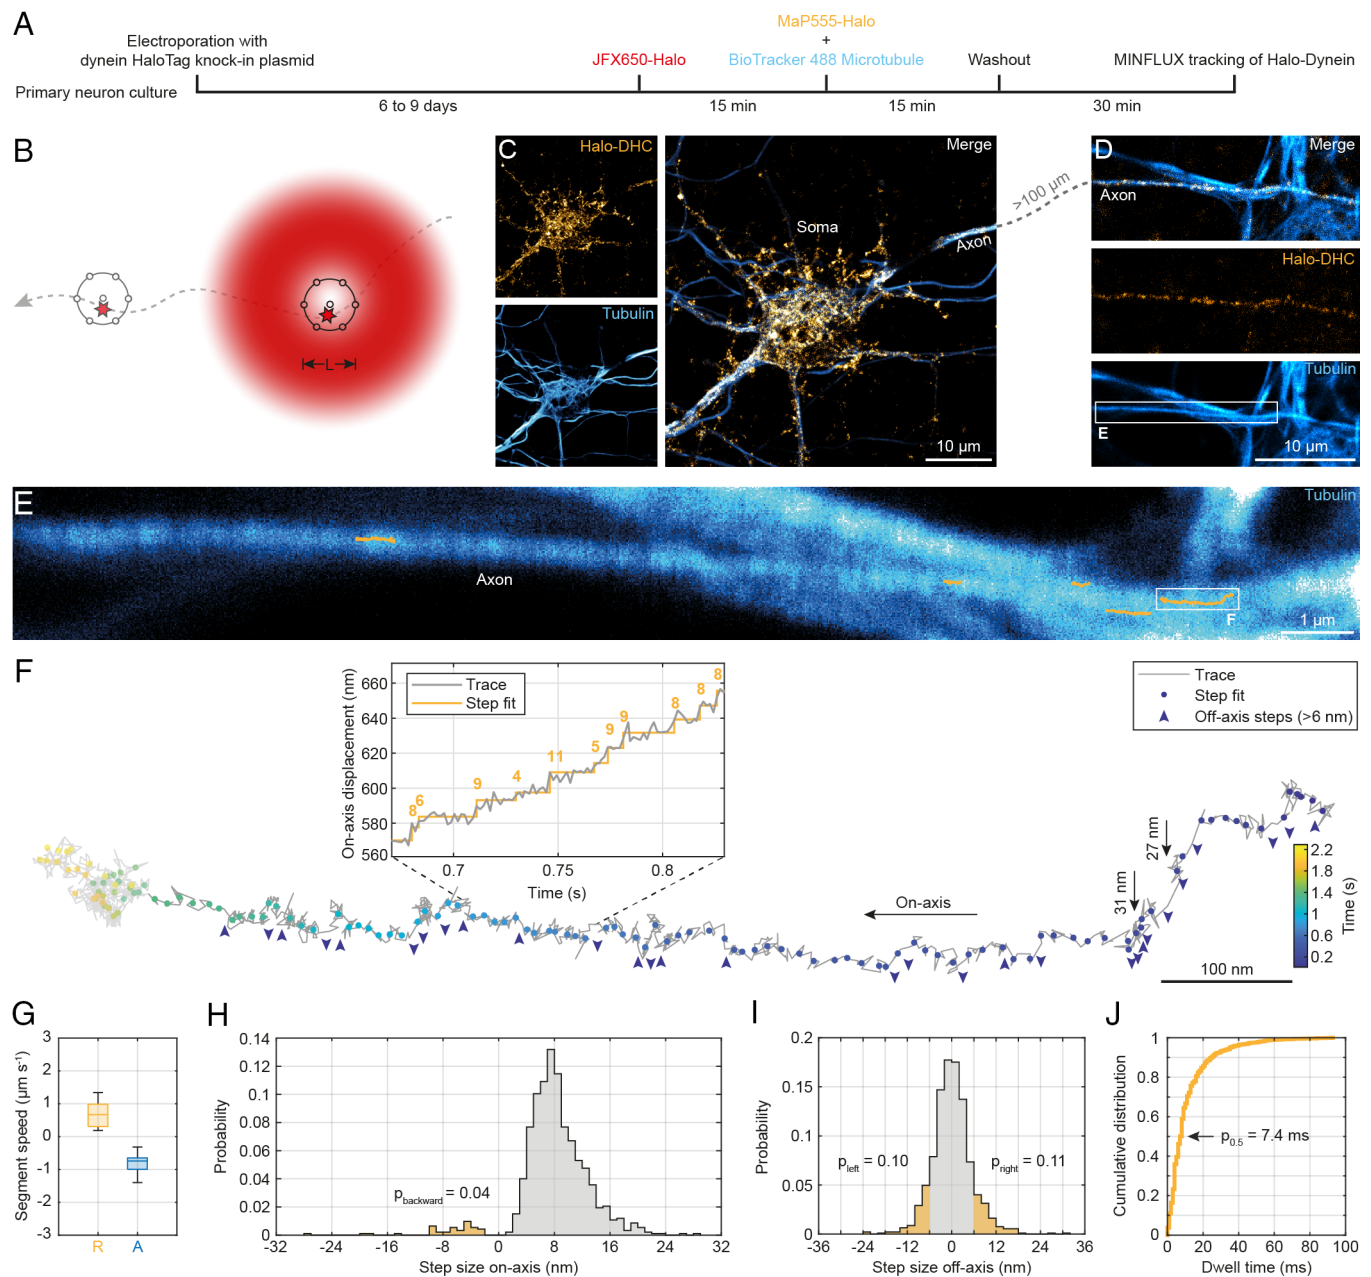 A
Electroporation with
dynein HaloTag knock-in plasmid
JFX650-Halo
MaP555-Halo
+
BioTracker 488 Microtubule
Washout
MINFLUX tracking of Halo-Dynein
Primary neuron culture
6 to 9 days
15 min
15 min
30 min
B
L
C
Halo-DHC
Tubulin
Merge
Soma
Axon
10 µm
>100 µm
D
Merge
Axon
Halo-DHC
Tubulin
E
10 µm
E
Tubulin
Axon
F
1 µm
F
On-axis displacement (nm)
660
640
620
600
580
560
Trace
Step fit
8
6
9
4
11
5
9
9
8
8
8
0.7
0.75
0.8
Time (s)
Trace
Step fit
Off-axis steps (>6 nm)
On-axis
31 nm
27 nm
2.2
1.8
1.4
1
0.6
0.2
Time (s)
100 nm
G
Segment speed (µm s⁻¹)
3
2
1
0
-1
-2
-3
R
A
H
Probability
0.14
0.12
0.1
0.08
0.06
0.04
0.02
0
p backward = 0.04
-32
-24
-16
-8
0
8
16
24
32
Step size on-axis (nm)
I
Probability
0.2
0.15
0.1
0.05
0
p left = 0.10
p right = 0.11
-36
-24
-12
0
12
24
36
Step size off-axis (nm)
J
Cumulative distribution
1
0.8
0.6
0.4
0.2
0
p 0.5 = 7.4 ms
0
20
40
60
80
100
Dwell time (ms)